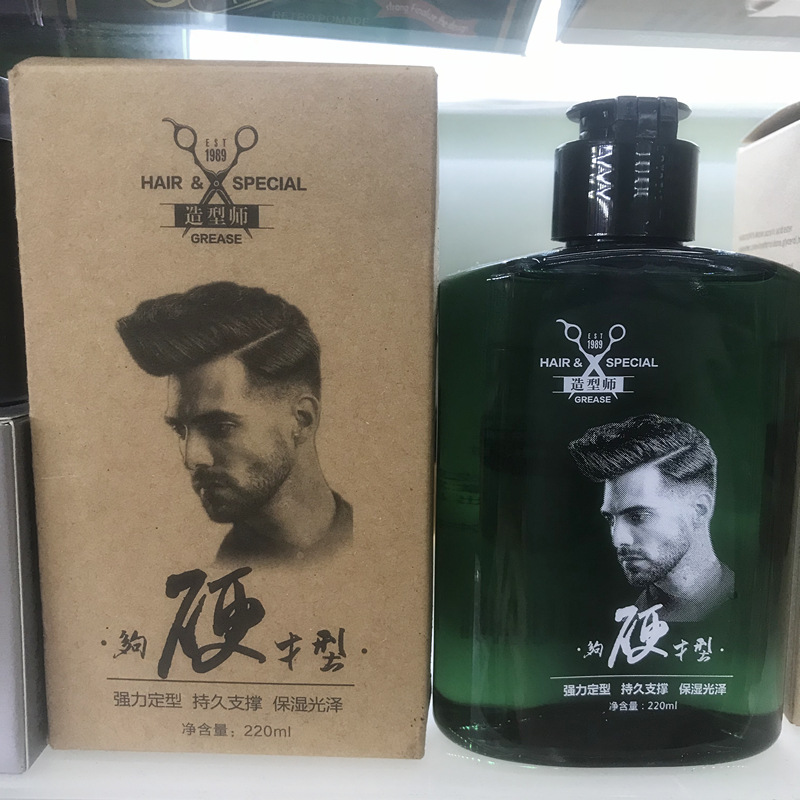 EST
1989
HAIR & SPECIAL
造型师
GREASE
·夠硬才型·
强力定型 持久支撑 保湿光泽
净含量：220ml
EST
1989
HAIR & SPECIAL
造型师
GREASE
·夠硬才型·
强力定型 持久支撑 保湿光泽
净含量：220ml